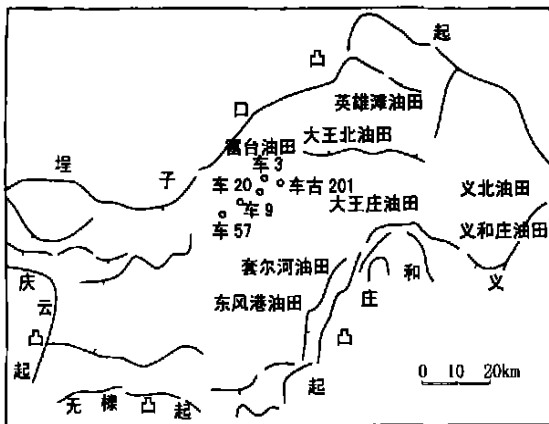 起
凸
英雄滩油田
口
大王北油田
富台油田
埕
子
车 3
车 20
车古 201
车 9
车 57
大王庄油田
义北油田
义和庄油田
套尔河油田
庆
云
凸
起
东风港油田
庄
和
义
凸
起
无 棣 凸 起
0 10 20km